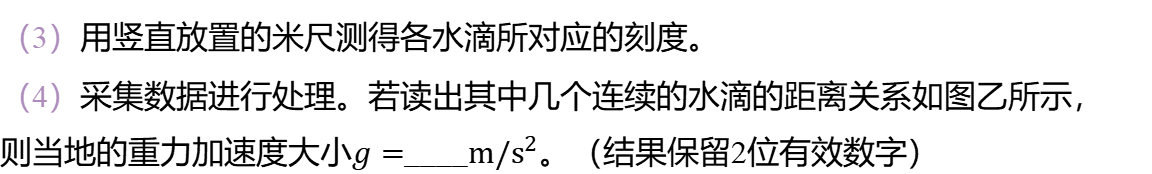 （3）用竖直放置的米尺测得各水滴所对应的刻度。
（4）采集数据进行处理。若读出其中几个连续的水滴的距离关系如图乙所示，
则当地的重力加速度大小g =____m/s²。（结果保留2位有效数字）